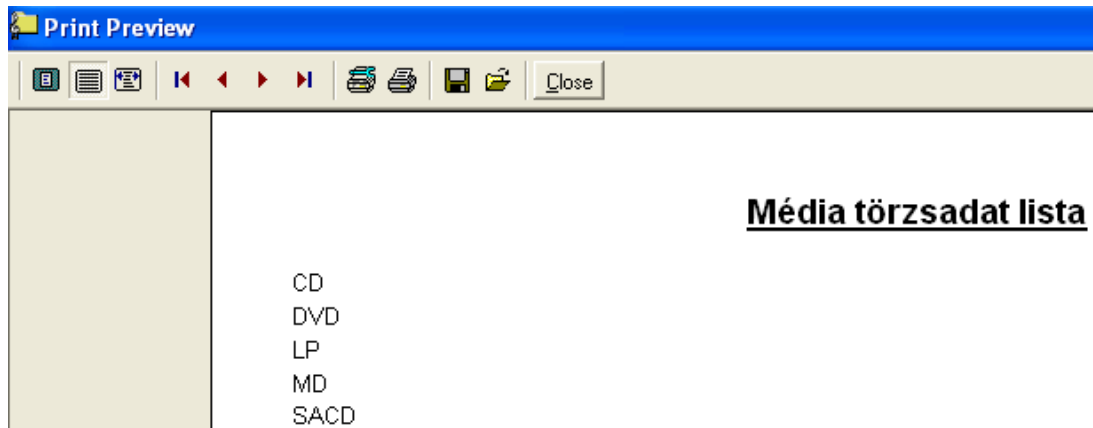 Print Preview
Close
Média törzsadat lista
CD
DVD
LP
MD
SACD